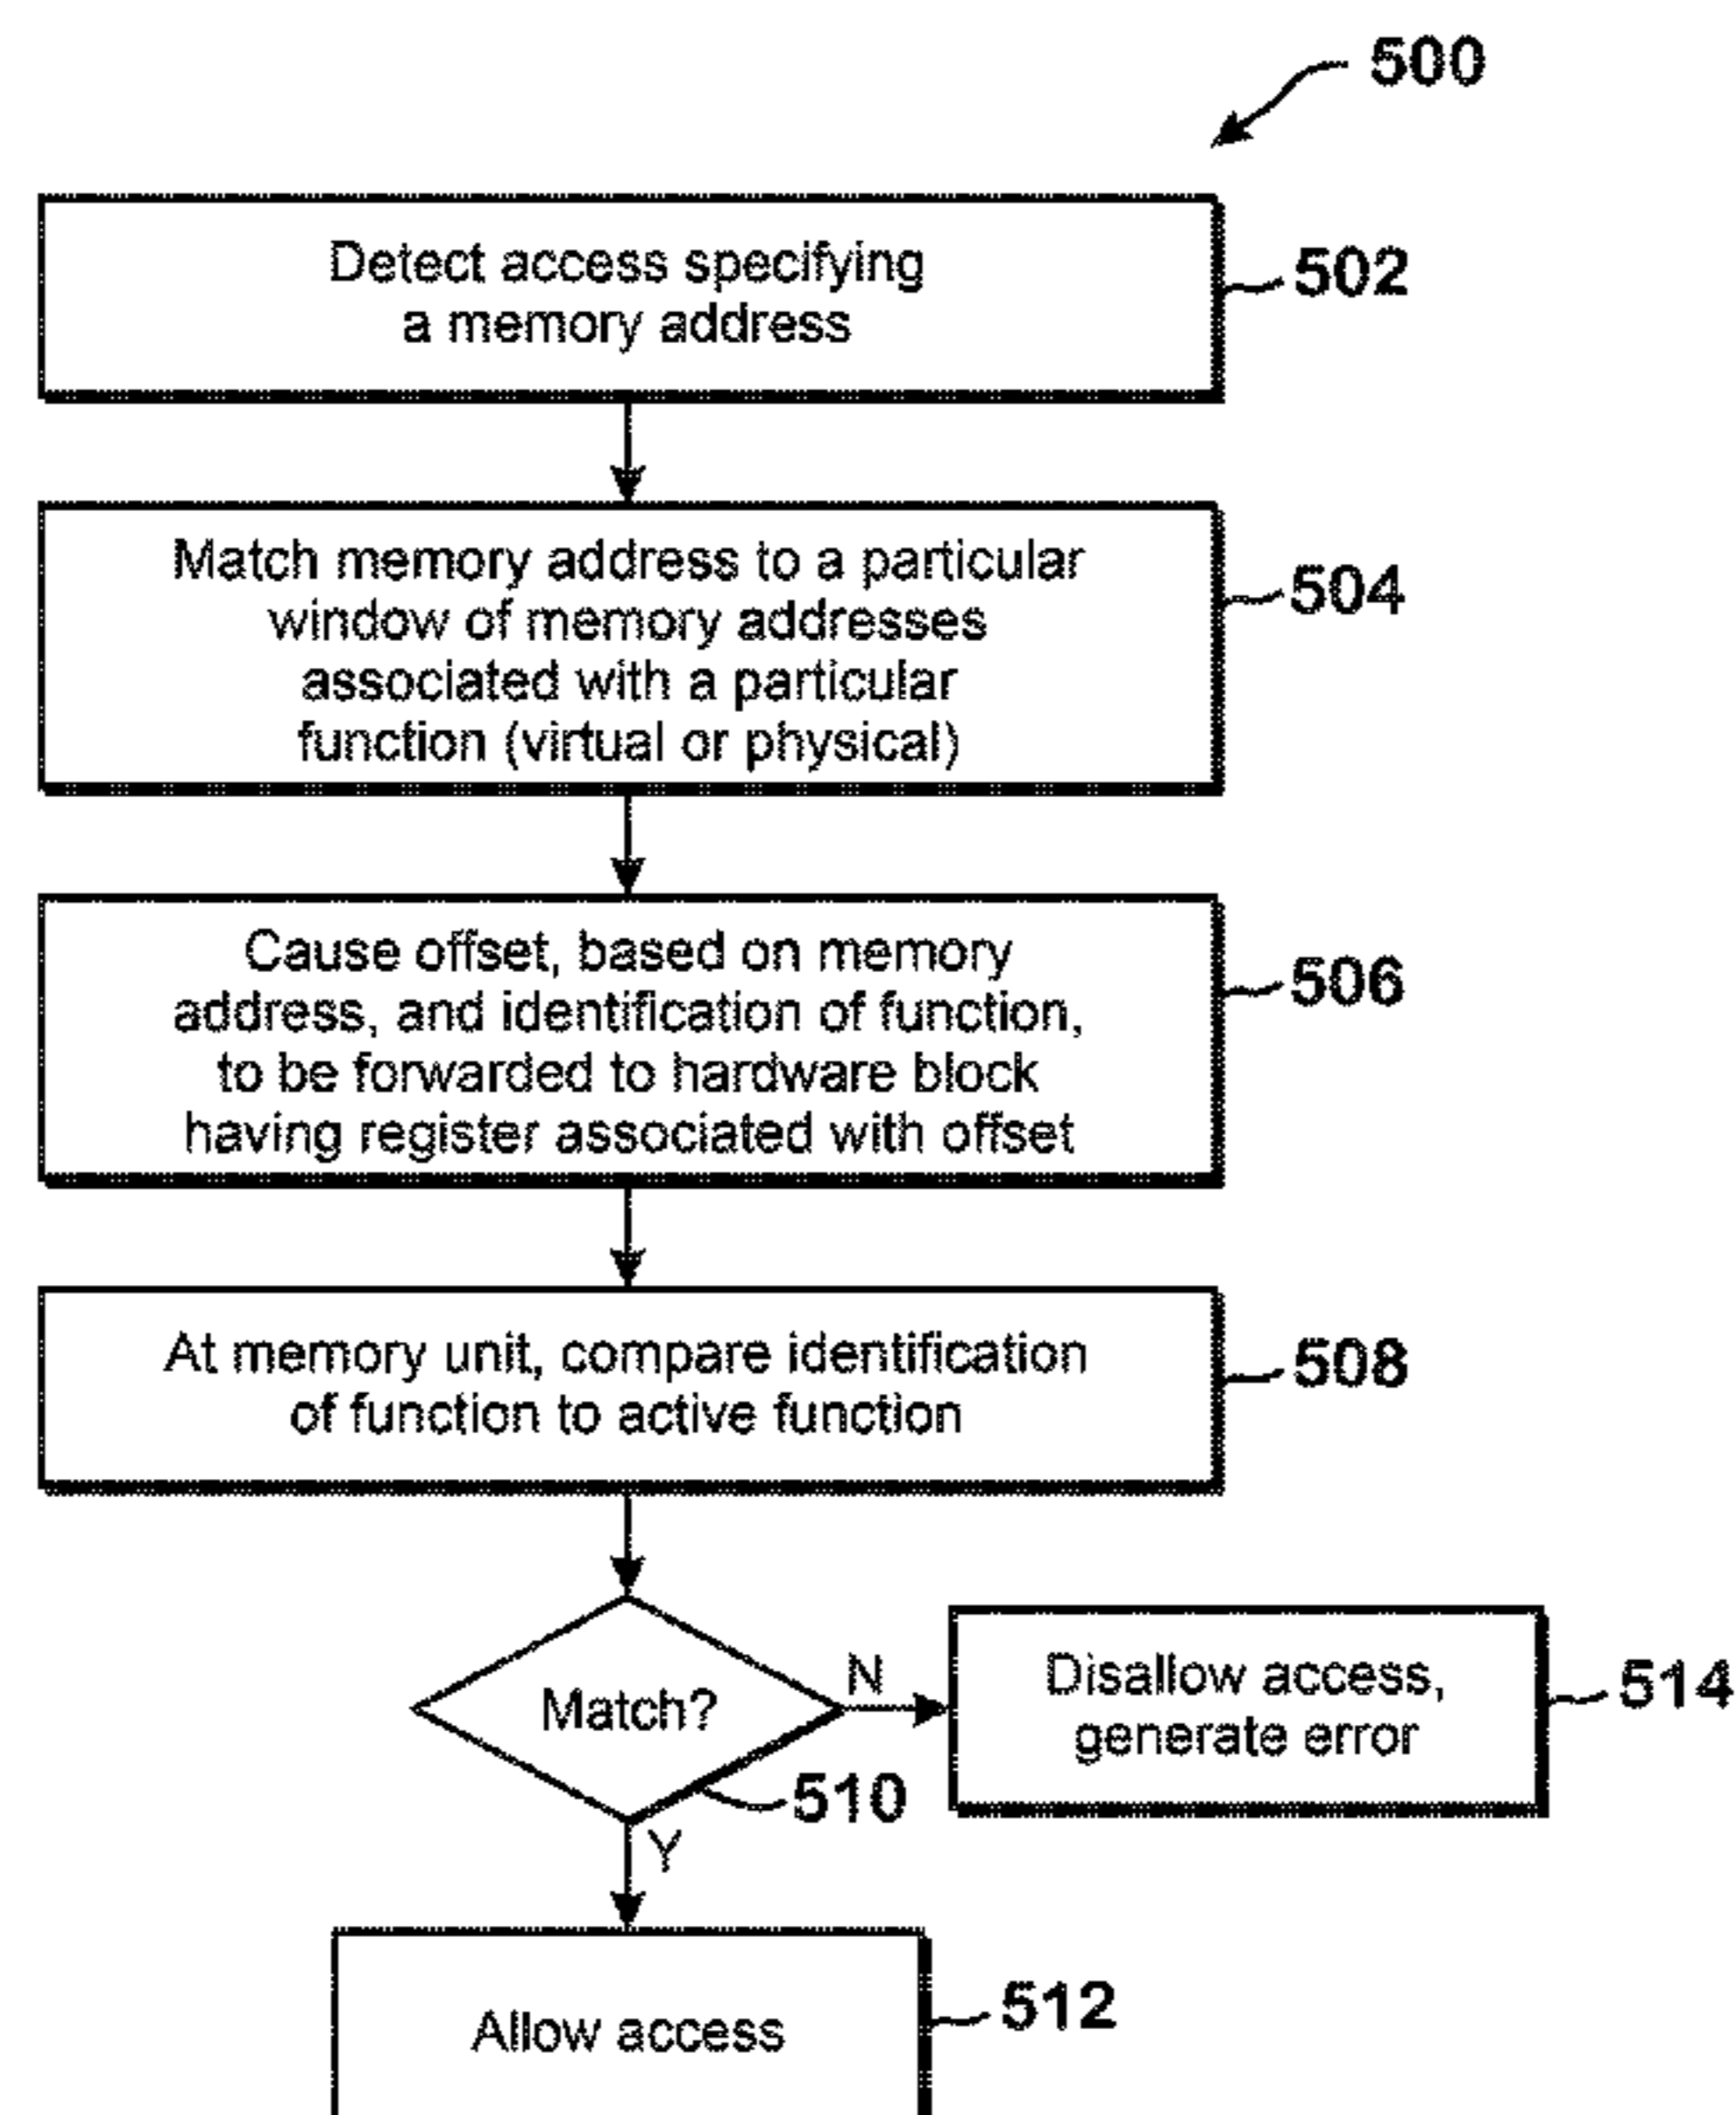 500
Detect access specifying
a memory address
502
Match memory address to a particular
window of memory addresses
associated with a particular
function (virtual or physical)
504
Cause offset, based on memory
address, and identification of function,
to be forwarded to hardware block
having register associated with offset
506
At memory unit, compare identification
of function to active function
508
Match?
N
510
Y
Disallow access,
generate error
514
Allow access
512